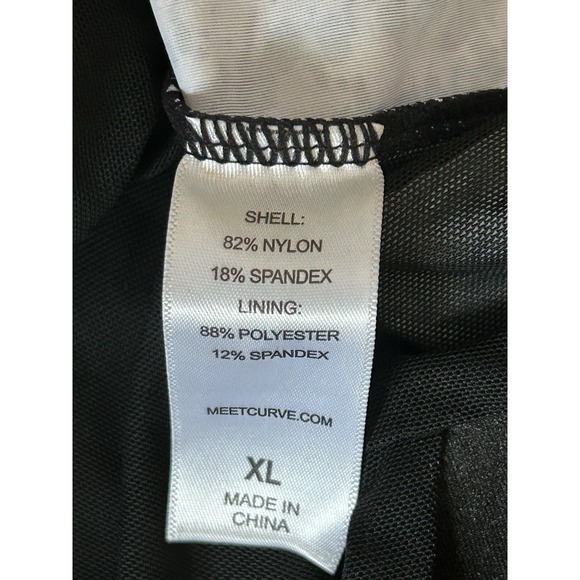 SHELL:
82% NYLON
18% SPANDEX
LINING:
88% POLYESTER
12% SPANDEX
MEETCURVE.COM
XL
MADE IN
CHINA